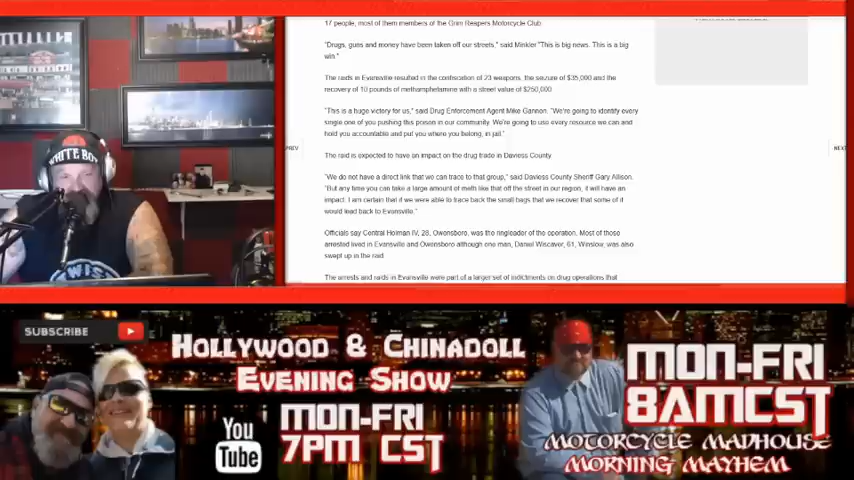 17 people, most of them members of the Grim Reapers Motorcycle Club
"Drugs, guns and money have been taken off our streets," said Minkler "This is big news. This is a big
win."
The raids in Evansville resulted in the confiscation of 23 weapons, the seizure of $35,000 and the
recovery of 10 pounds of methamphetamine with a street value of $250,000
"This is a huge victory for us," said Drug Enforcement Agent Mike Gannon. "We're going to identify every
single one of you pushing this poison in our community. We're going to use every resource we can and
hold you accountable and put you where you belong, in jail."
PREV
NEXT
The raid is expected to have an impact on the drug trade in Daviess County
"We do not have a direct link that we can trace to that group," said Daviess County Sheriff Gary Allison.
"But any time you can take a large amount of meth like that off the street in our region, it will have an
impact. I am certain that if we were able to trace back the small bags that we recover that some of it
would lead back to Evansville."
Officials say Central Holman IV, 28, Owensboro, was the ringleader of the operation. Most of those
arrested lived in Evansville and Owensboro although one man, Daniel Wiscaver, 61, Winslow, was also
swept up in the raid
The arrests and raids in Evansville were part of a larger set of indictments on drug operations that
WHITE BOY
SUBSCRIBE
HOLLYWOOD & CHINADOLL
EVENING SHOW
You
Tube
MON-FRI
7PM CST
MON-FRI
8AMCST
MOTORCYCLE MADHOUSE
MORNING MAYHEM